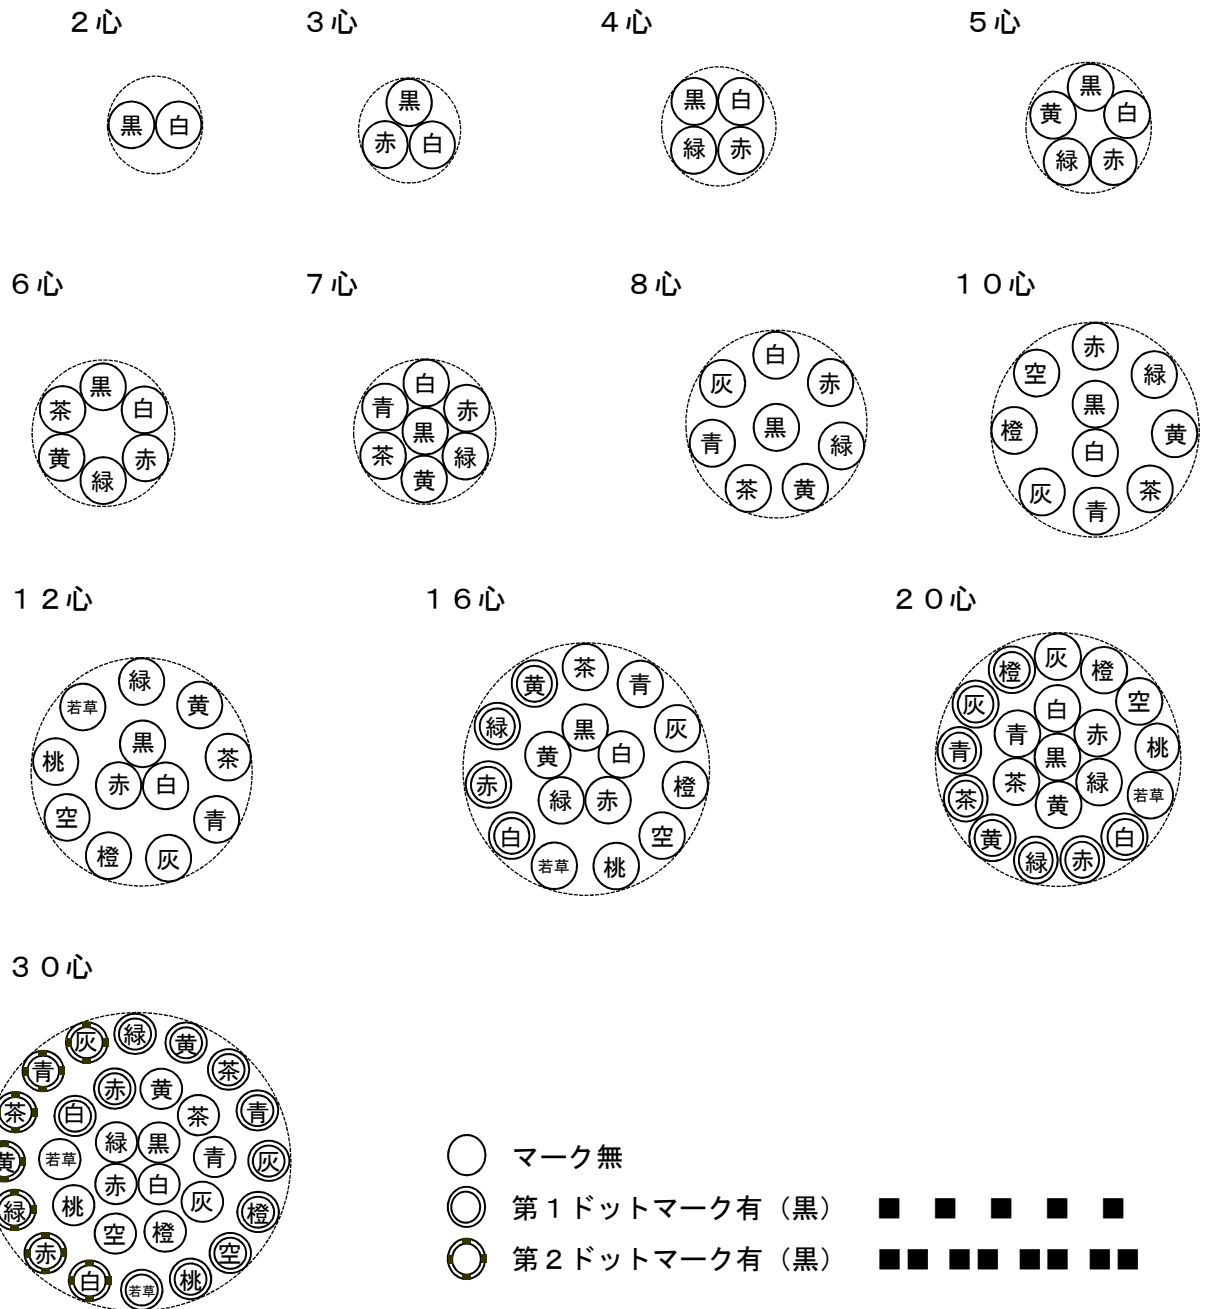 ２心　３心　４心　５心
黒 白
黒 白 赤
黒 白 赤 緑
黒 白 赤 緑 黄
６心　７心　８心　１０心
黒 白 赤 緑 黄 茶
黒 白 赤 緑 黄 茶 青
黒 白 赤 緑 黄 茶 青 灰
黒 白 赤 緑 黄 茶 青 灰 橙 空
１２心　１６心　２０心
黒 白 赤 緑 黄 茶 青 灰 橙 空 桃 若草
黒 白 赤 緑 黄 茶 青 灰 橙 空 桃 若草 白 赤 緑 黄
黒 白 赤 緑 黄 茶 青 灰 橙 空 桃 若草 白 赤 緑 黄 茶 青 灰 橙
３０心
黒 白 赤 緑 黄 茶 青 灰 橙 空 桃 若草 白 赤 緑 黄 茶 青 灰 橙 空 桃 若草 白 赤 緑 黄 茶 青 灰
マーク無
第１ドットマーク有（黒）
第２ドットマーク有（黒）